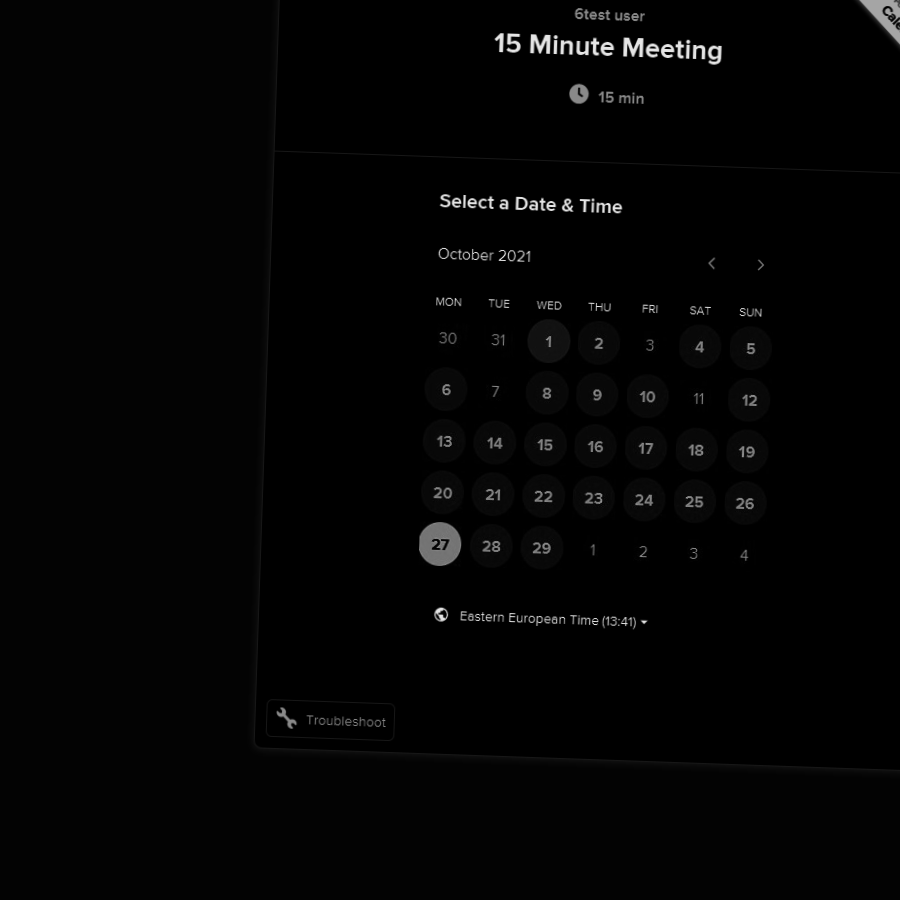 6test user
15 Minute Meeting
15 min
Select a Date & Time
October 2021
MON TUE WED THU FRI SAT SUN
30 31 1 2 3 4 5
6 7 8 9 10 11 12
13 14 15 16 17 18 19
20 21 22 23 24 25 26
27 28 29 1 2 3 4
Eastern European Time (13:41)
Troubleshoot